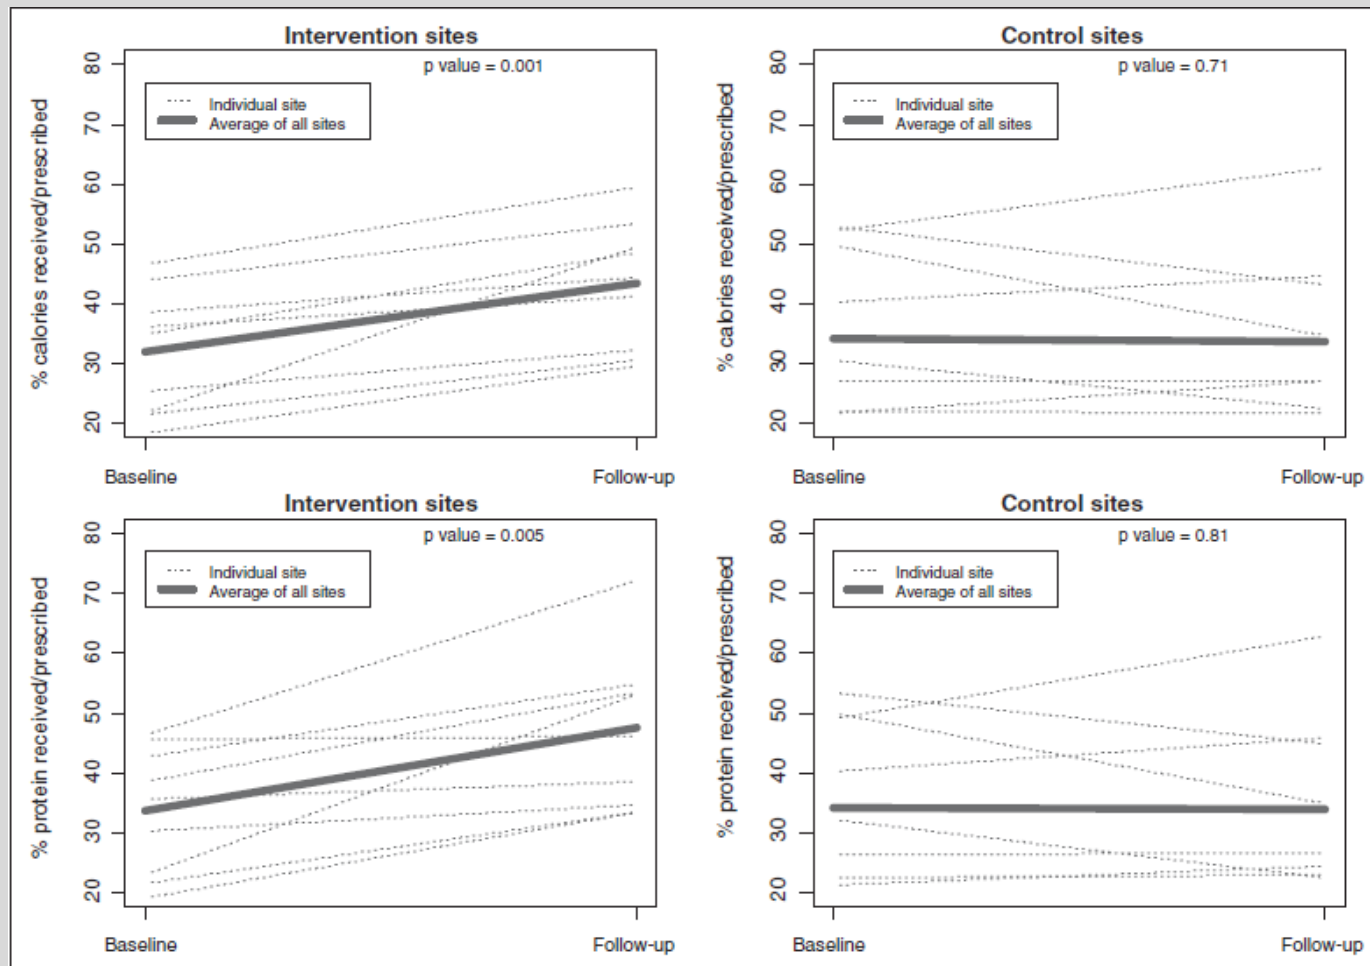 Intervention sites
p value = 0.001
Individual site
Average of all sites
% calories received/prescribed
80
70
60
50
40
30
20
Baseline
Follow-up
Control sites
p value = 0.71
Individual site
Average of all sites
% calories received/prescribed
80
70
60
50
40
30
20
Baseline
Follow-up
Intervention sites
p value = 0.005
Individual site
Average of all sites
% protein received/prescribed
80
70
60
50
40
30
20
Baseline
Follow-up
Control sites
p value = 0.81
Individual site
Average of all sites
% protein received/prescribed
80
70
60
50
40
30
20
Baseline
Follow-up